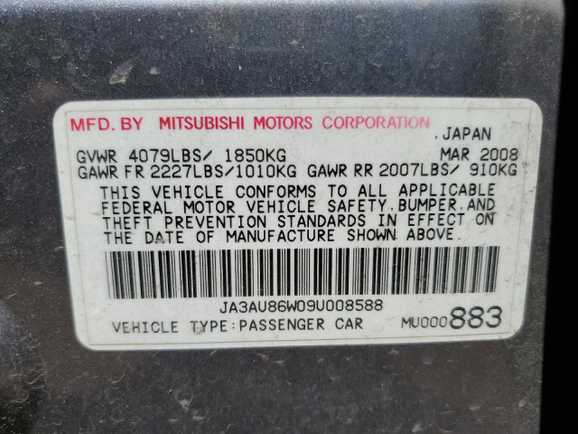 MFD. BY MITSUBISHI MOTORS CORPORATION
.JAPAN
GVWR 4079LBS/ 1850KG MAR 2008
GAWR FR 2227LBS/1010KG GAWR RR 2007LBS/ 910KG
THIS VEHICLE CONFORMS TO ALL APPLICABLE
FEDERAL MOTOR VEHICLE SAFETY.BUMPER.AND
THEFT PREVENTION STANDARDS IN EFFECT ON
THE DATE OF MANUFACTURE SHOWN ABOVE.
JA3AU86W09U008588
VEHICLE TYPE:PASSENGER CAR MU000883